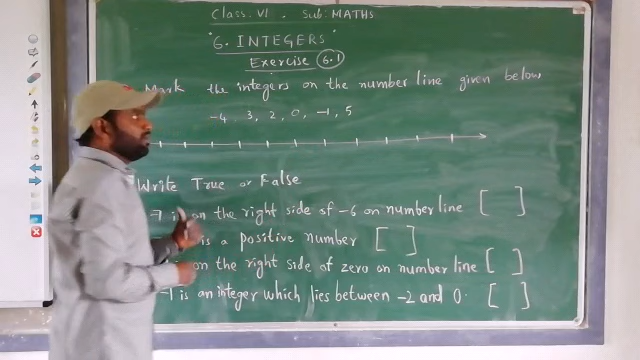 Class. VI . Sub: MATHS
6. INTEGERS
Exercise 6.1
Mark the integers on the number line given below
-4 3, 2, 0, -1, 5
Write True or False
-7 is on the right side of -6 on number line [ ]
is a positive number [ ]
on the right side of zero on number line [ ]
-1 is an integer which lies between -2 and 0. [ ]